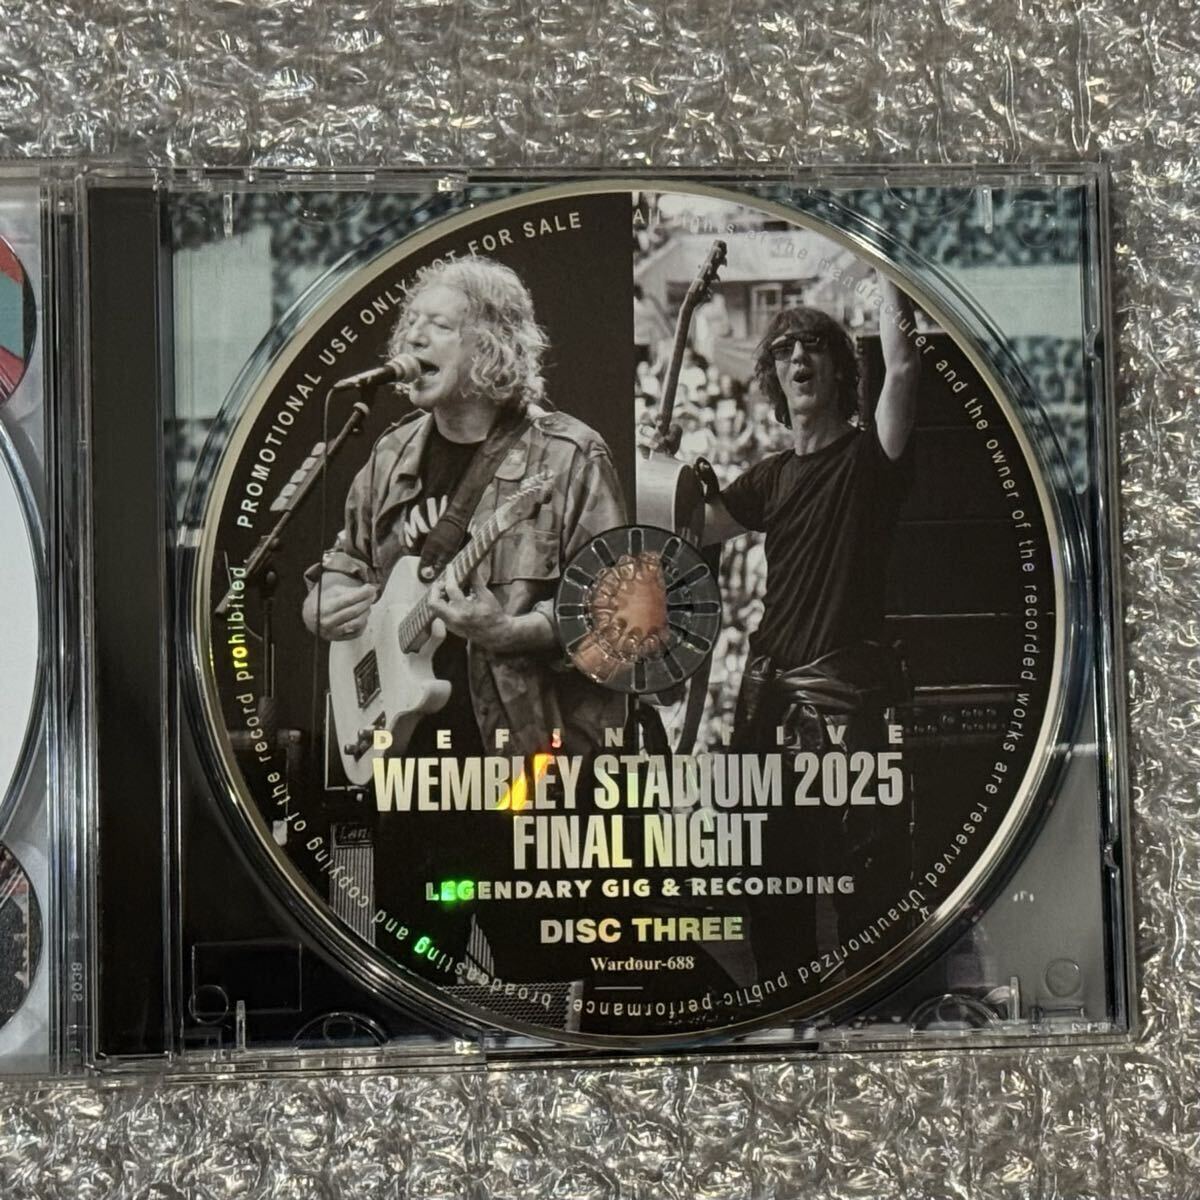 PROMOTIONAL USE ONLY NOT FOR SALE
All rights of the manufacturer and the owner of the recorded works are reserved. Unauthorized public performance broadcasting and copying of the record prohibited.
DEFINITIVE
WEMBLEY STADIUM 2025
FINAL NIGHT
LEGENDARY GIG & RECORDING
DISC THREE
Wardour-688